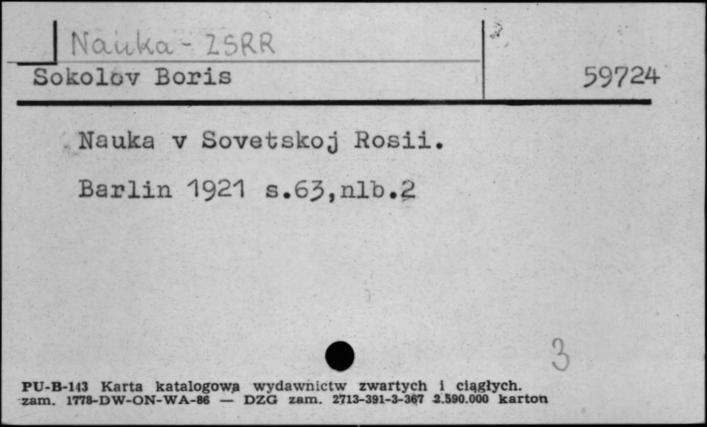 Nauka - ZSRR
Sokolov Boris 59724
Nauka v Sovetskoj Rosii.
Barlin 1921 s.63,nlb.2
3
PU-B-143 Karta katalogowa wydawnictw zwartych i ciągłych.
zam. 1778-DW-ON-WA-86 — DZG zam. 2713-391-3-367 2.590.000 karton